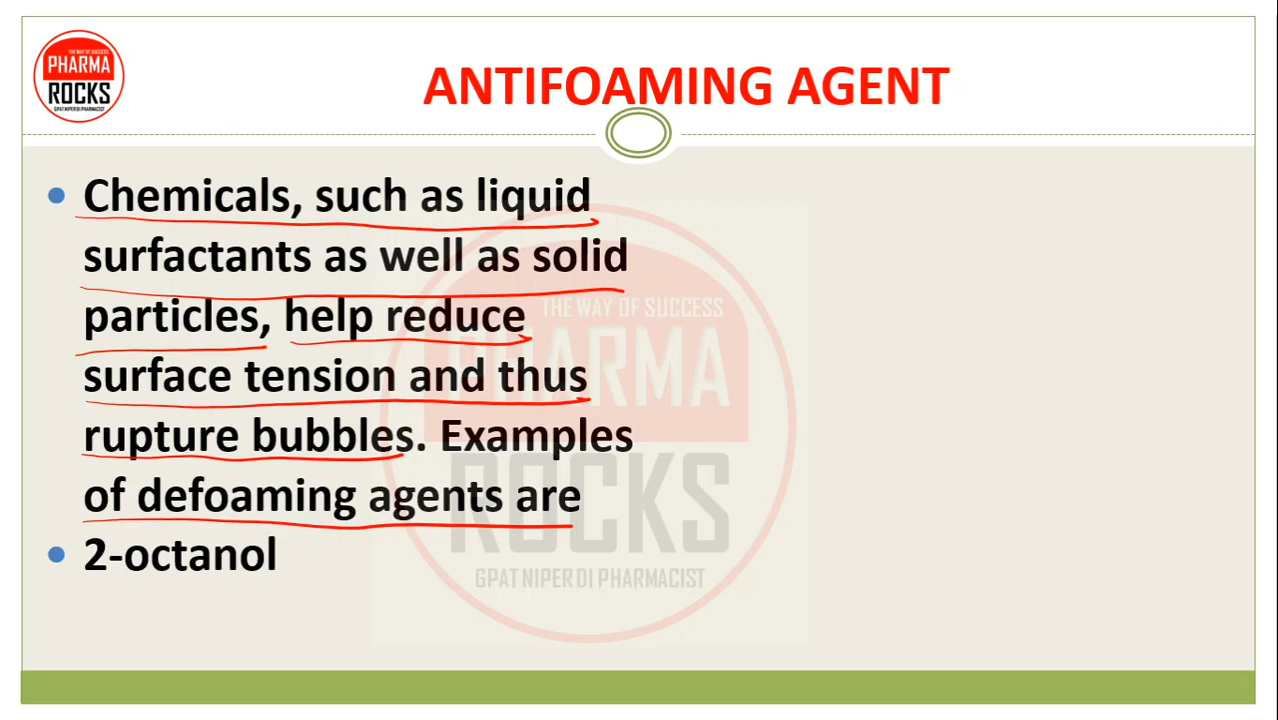 THE WAY OF SUCCESS
PHARMA
ROCKS
GPAT NIPER DI PHARMACIST
ANTIFOAMING AGENT
• Chemicals, such as liquid
surfactants as well as solid
particles, help reduce
surface tension and thus
rupture bubbles. Examples
of defoaming agents are
• 2-octanol
THE WAY OF SUCCESS
PHARMA
ROCKS
GPAT NIPER DI PHARMACIST